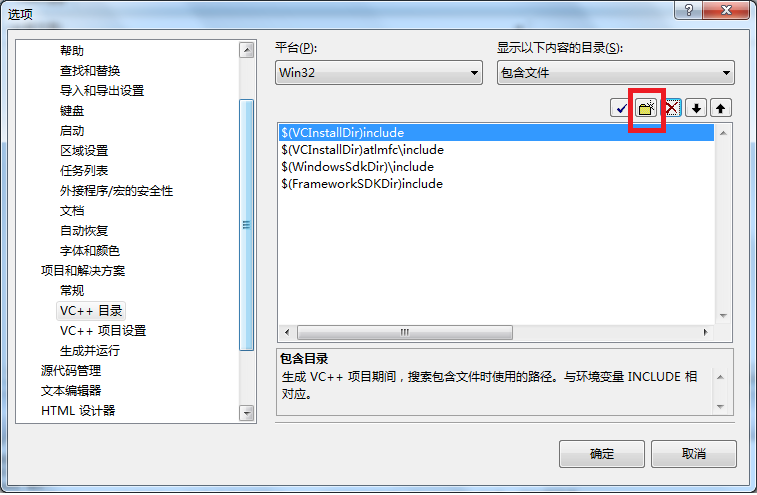 选项
帮助
查找和替换
导入和导出设置
键盘
启动
区域设置
任务列表
外接程序/宏的安全性
文档
自动恢复
字体和颜色
项目和解决方案
常规
VC++ 目录
VC++ 项目设置
生成并运行
源代码管理
文本编辑器
HTML 设计器
平台(P):
显示以下内容的目录(S):
Win32
包含文件
$(VCInstallDir)include
$(VCInstallDir)atlmfc\include
$(WindowsSdkDir)\include
$(FrameworkSDKDir)include
包含目录
生成 VC++ 项目期间，搜索包含文件时使用的路径。与环境变量 INCLUDE 相
对应。
确定
取消